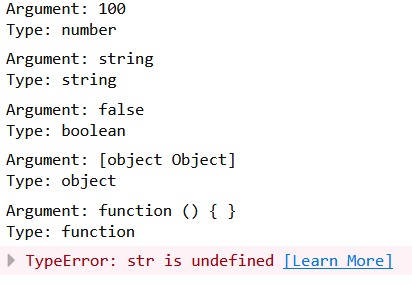 Argument: 100
Type: number
Argument: string
Type: string
Argument: false
Type: boolean
Argument: [object Object]
Type: object
Argument: function () { }
Type: function
TypeError: str is undefined [Learn More]